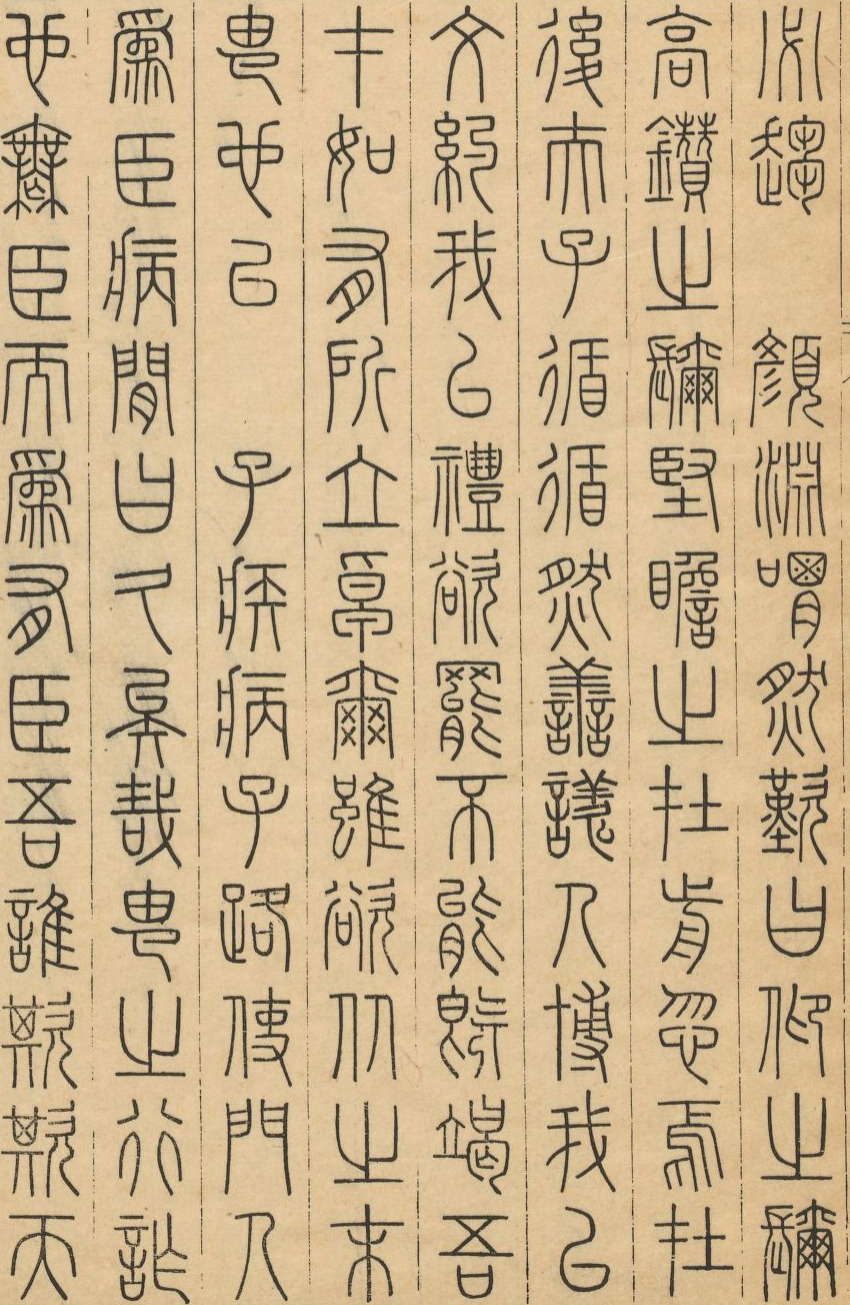 必趨　顏淵喟然歎曰仰之彌
高鑽之彌堅瞻之在前忽焉在
後夫子循循然善誘人博我以
文約我以禮欲罷不能既竭吾
才如有所立卓爾雖欲从之末
由也已　子疾病子路使門人
為臣病閒曰久矣哉由之行詐
也無臣而為有臣吾誰欺欺天